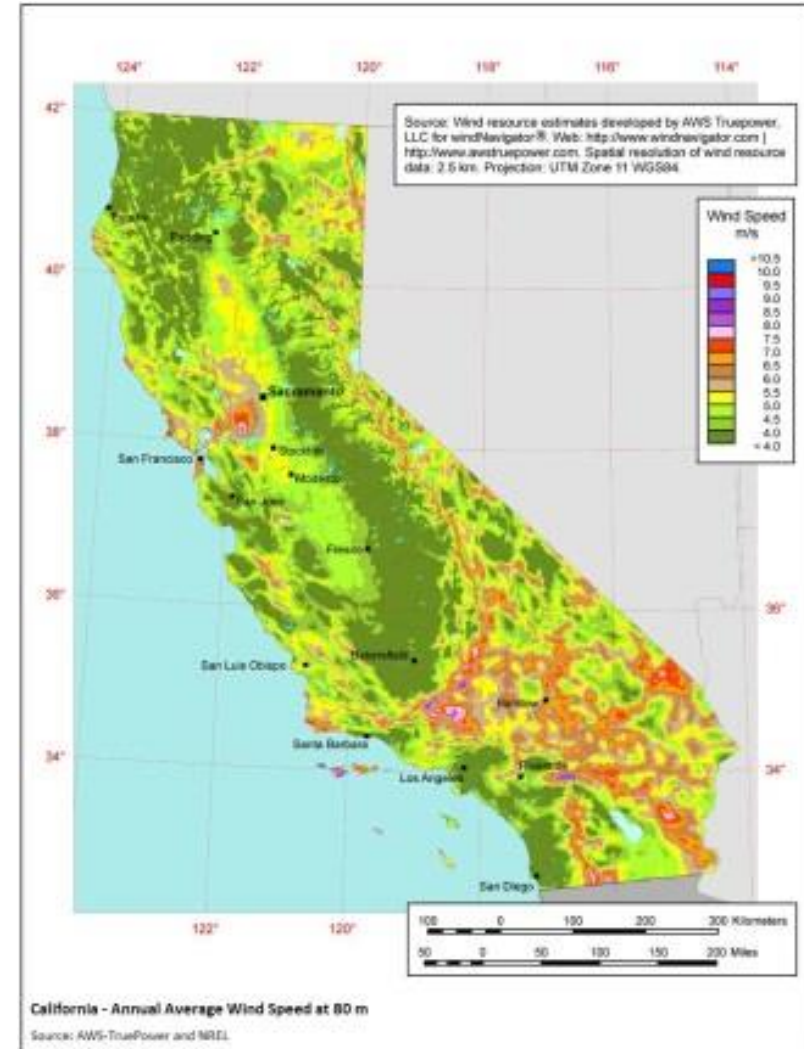 124° 122° 120° 118° 116° 114°
42°
Source: Wind resource estimates developed by AWS Truepower,
LLC for windNavigator®. Web: http://www.windnavigator.com |
http://www.awstruepower.com. Spatial resolution of wind resource
data: 2.5 km. Projection: UTM Zone 11 WGS84.
Wind Speed
m/s
>10.5
10.0
9.5
9.0
8.5
8.0
7.5
7.0
6.5
6.0
5.5
5.0
4.5
4.0
< 4.0
Eureka
Redding
40°
Sacramento
38°
Stockton
San Francisco
Modesto
San Jose
Fresno
36° 36°
Bakersfield
San Luis Obispo
Barstow
Santa Barbara
34° 34°
Los Angeles
Riverside
San Diego
122° 120°
100 0 100 200 300 Kilometers
50 0 50 100 150 200 Miles
California - Annual Average Wind Speed at 80 m
Source: AWS-TruePower and NREL